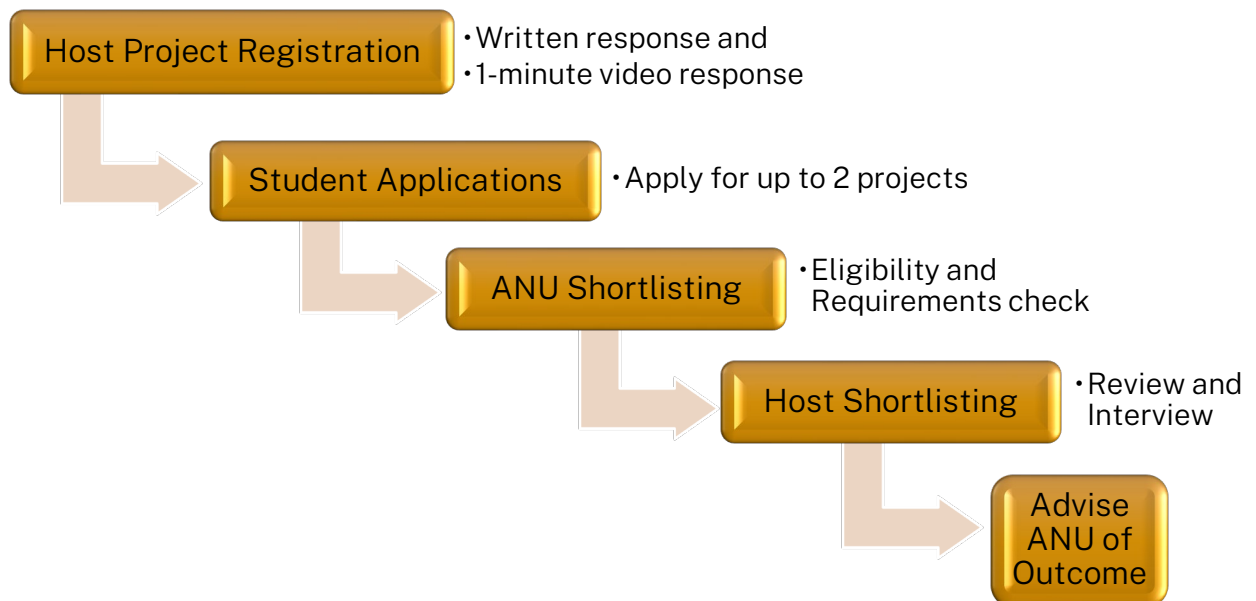 Host Project Registration
•Written response and
•1-minute video response
Student Applications
•Apply for up to 2 projects
ANU Shortlisting
•Eligibility and
Requirements check
Host Shortlisting
•Review and
Interview
Advise
ANU of
Outcome